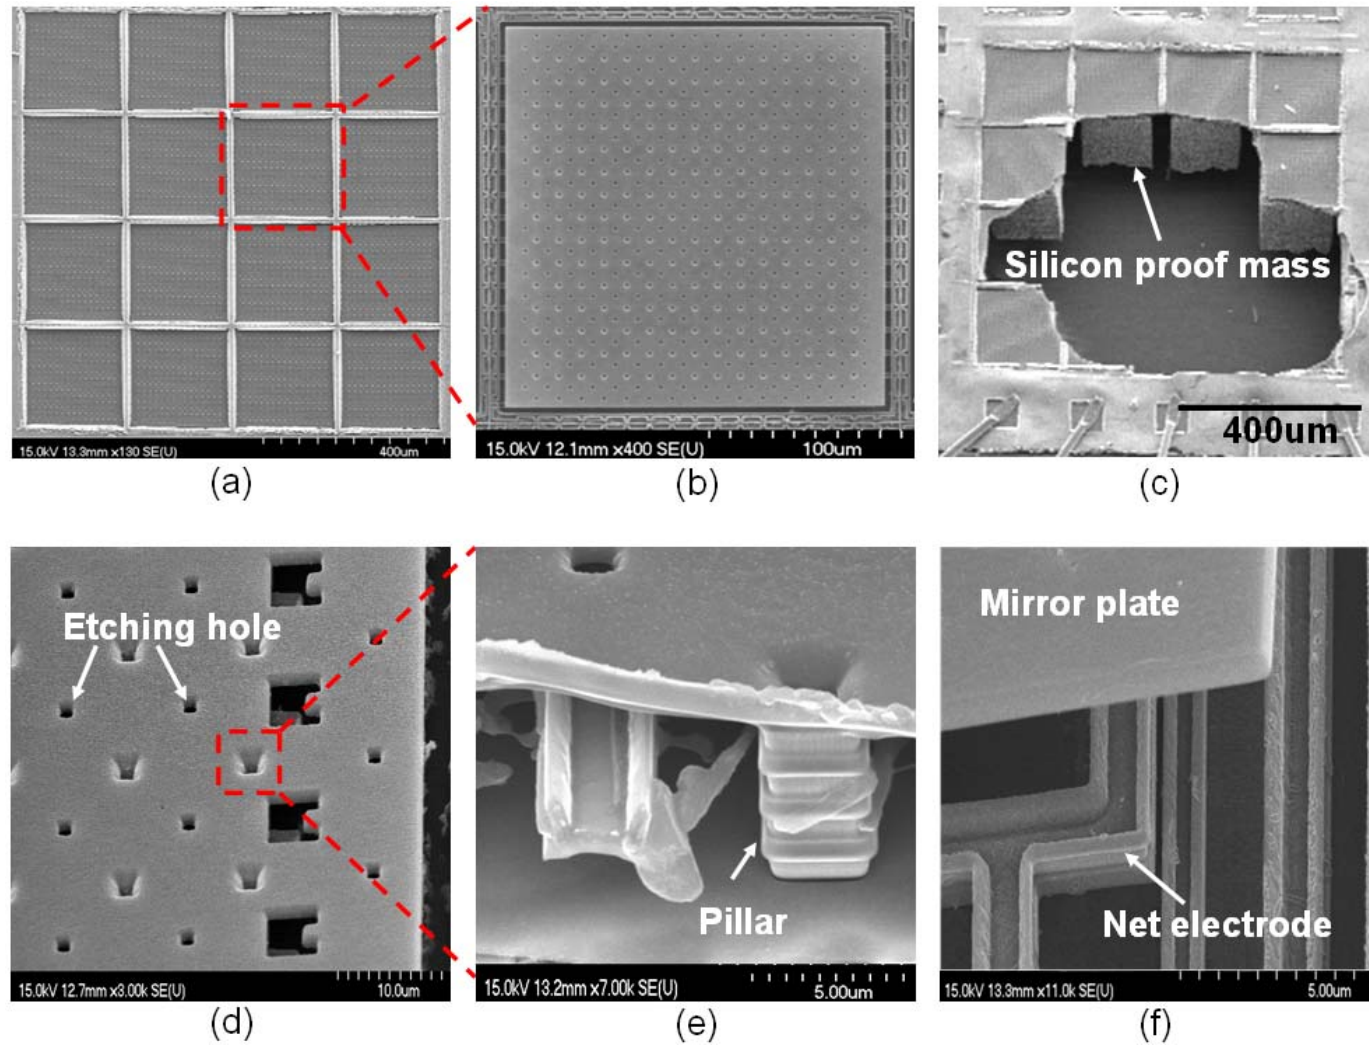 15.0kV 13.3mm x130 SE(U) 400um
15.0kV 12.1mm x400 SE(U) 100um
Silicon proof mass
400um
(a)
(b)
(c)
Etching hole
15.0kV 12.7mm x3.00k SE(U) 10.0um
Pillar
15.0kV 13.2mm x7.00k SE(U) 5.00um
Mirror plate
Net electrode
15.0kV 13.3mm x11.0k SE(U) 5.00um
(d)
(e)
(f)